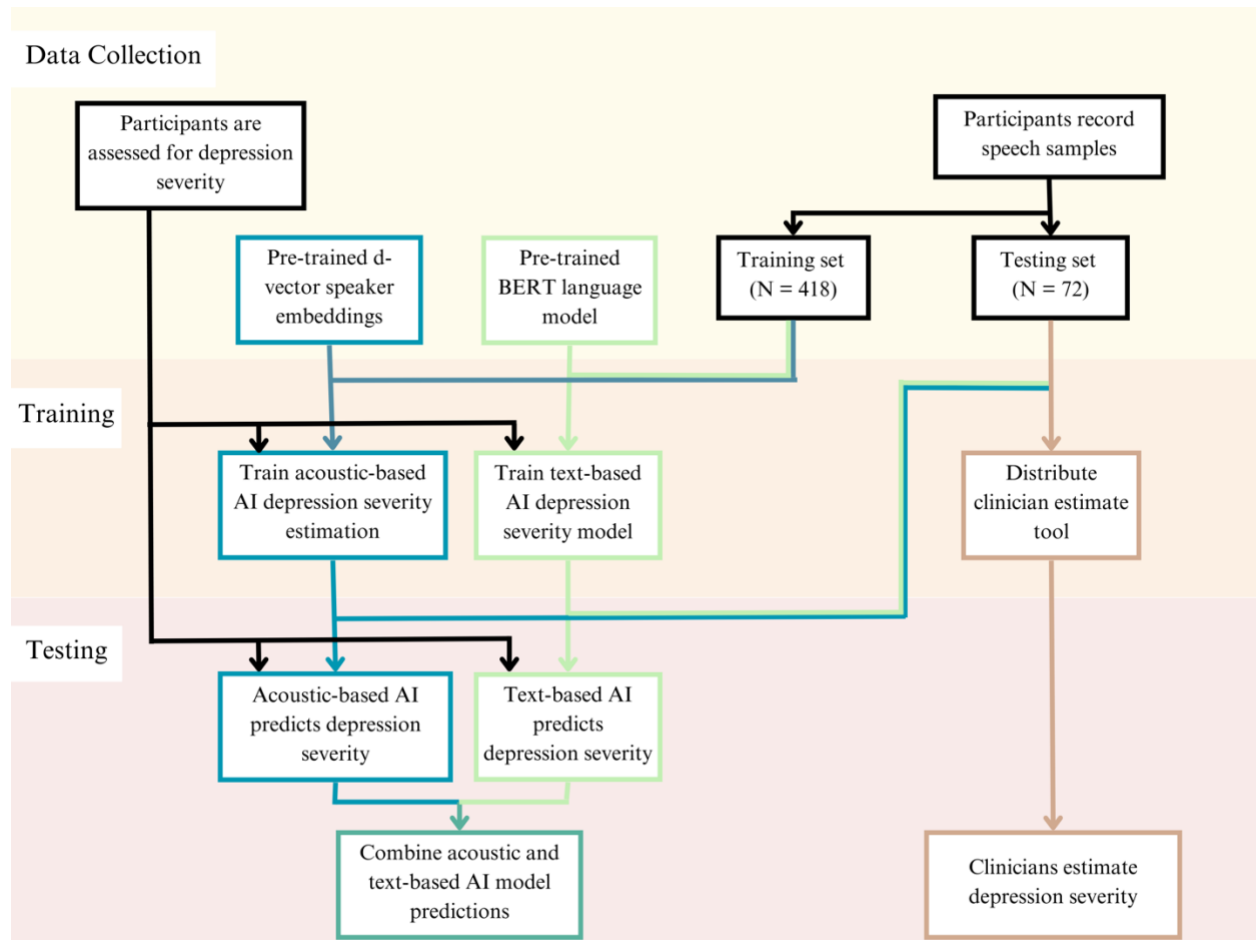 Data Collection
Participants are
assessed for depression
severity
Participants record
speech samples
Pre-trained d-
vector speaker
embeddings
Pre-trained
BERT language
model
Training set
(N = 418)
Testing set
(N = 72)
Training
Train acoustic-based
AI depression severity
estimation
Train text-based
AI depression
severity model
Distribute
clinician estimate
tool
Testing
Acoustic-based AI
predicts depression
severity
Text-based AI
predicts
depression severity
Combine acoustic and
text-based AI model
predictions
Clinicians estimate
depression severity